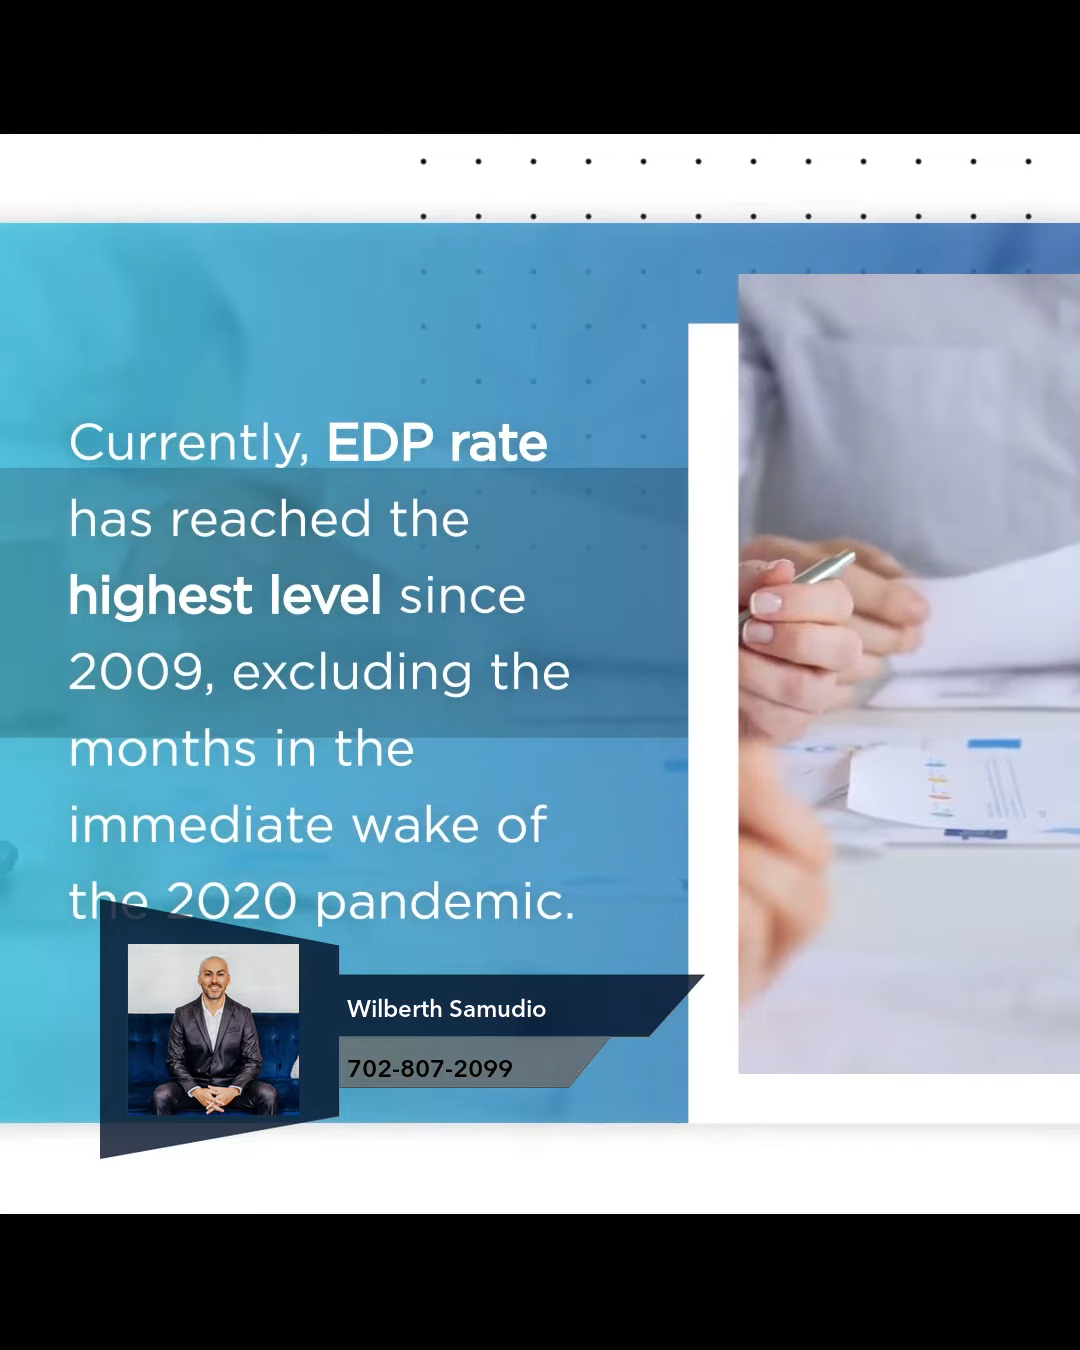 Currently, EDP rate
has reached the
highest level since
2009, excluding the
months in the
immediate wake of
the 2020 pandemic.
Wilberth Samudio
702-807-2099